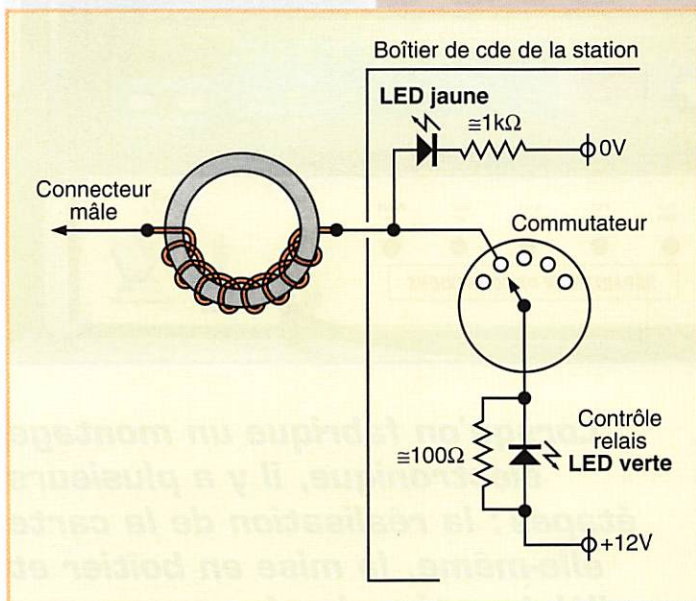 Boîtier de cde de la station
LED jaune
≅1kΩ
0V
Connecteur
mâle
Commutateur
≅100Ω
Contrôle
relais
LED verte
+12V
Lorsqu'on fabrique un montage
électronique, il y a plusieurs
étapes : la réalisation de la carte
elle-même, la mise en boîtier et